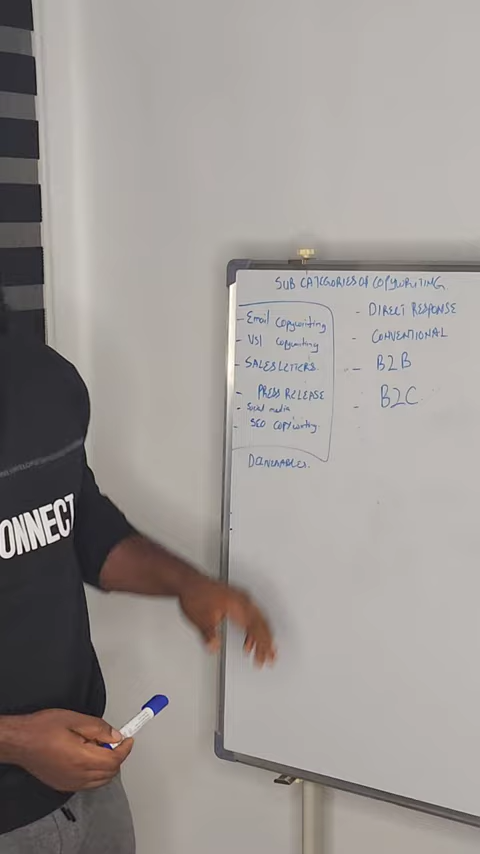 SUB CATEGORIES OF COPYWRITING
- Email copywriting
- VSl copywriting
- SALES LETTERS
- PRESS RELEASE
- Social media
- SEO copywriting
DELIVERABLES.
- DIRECT RESPONSE
- CONVENTIONAL
- B2B
- B2C
ONNECT